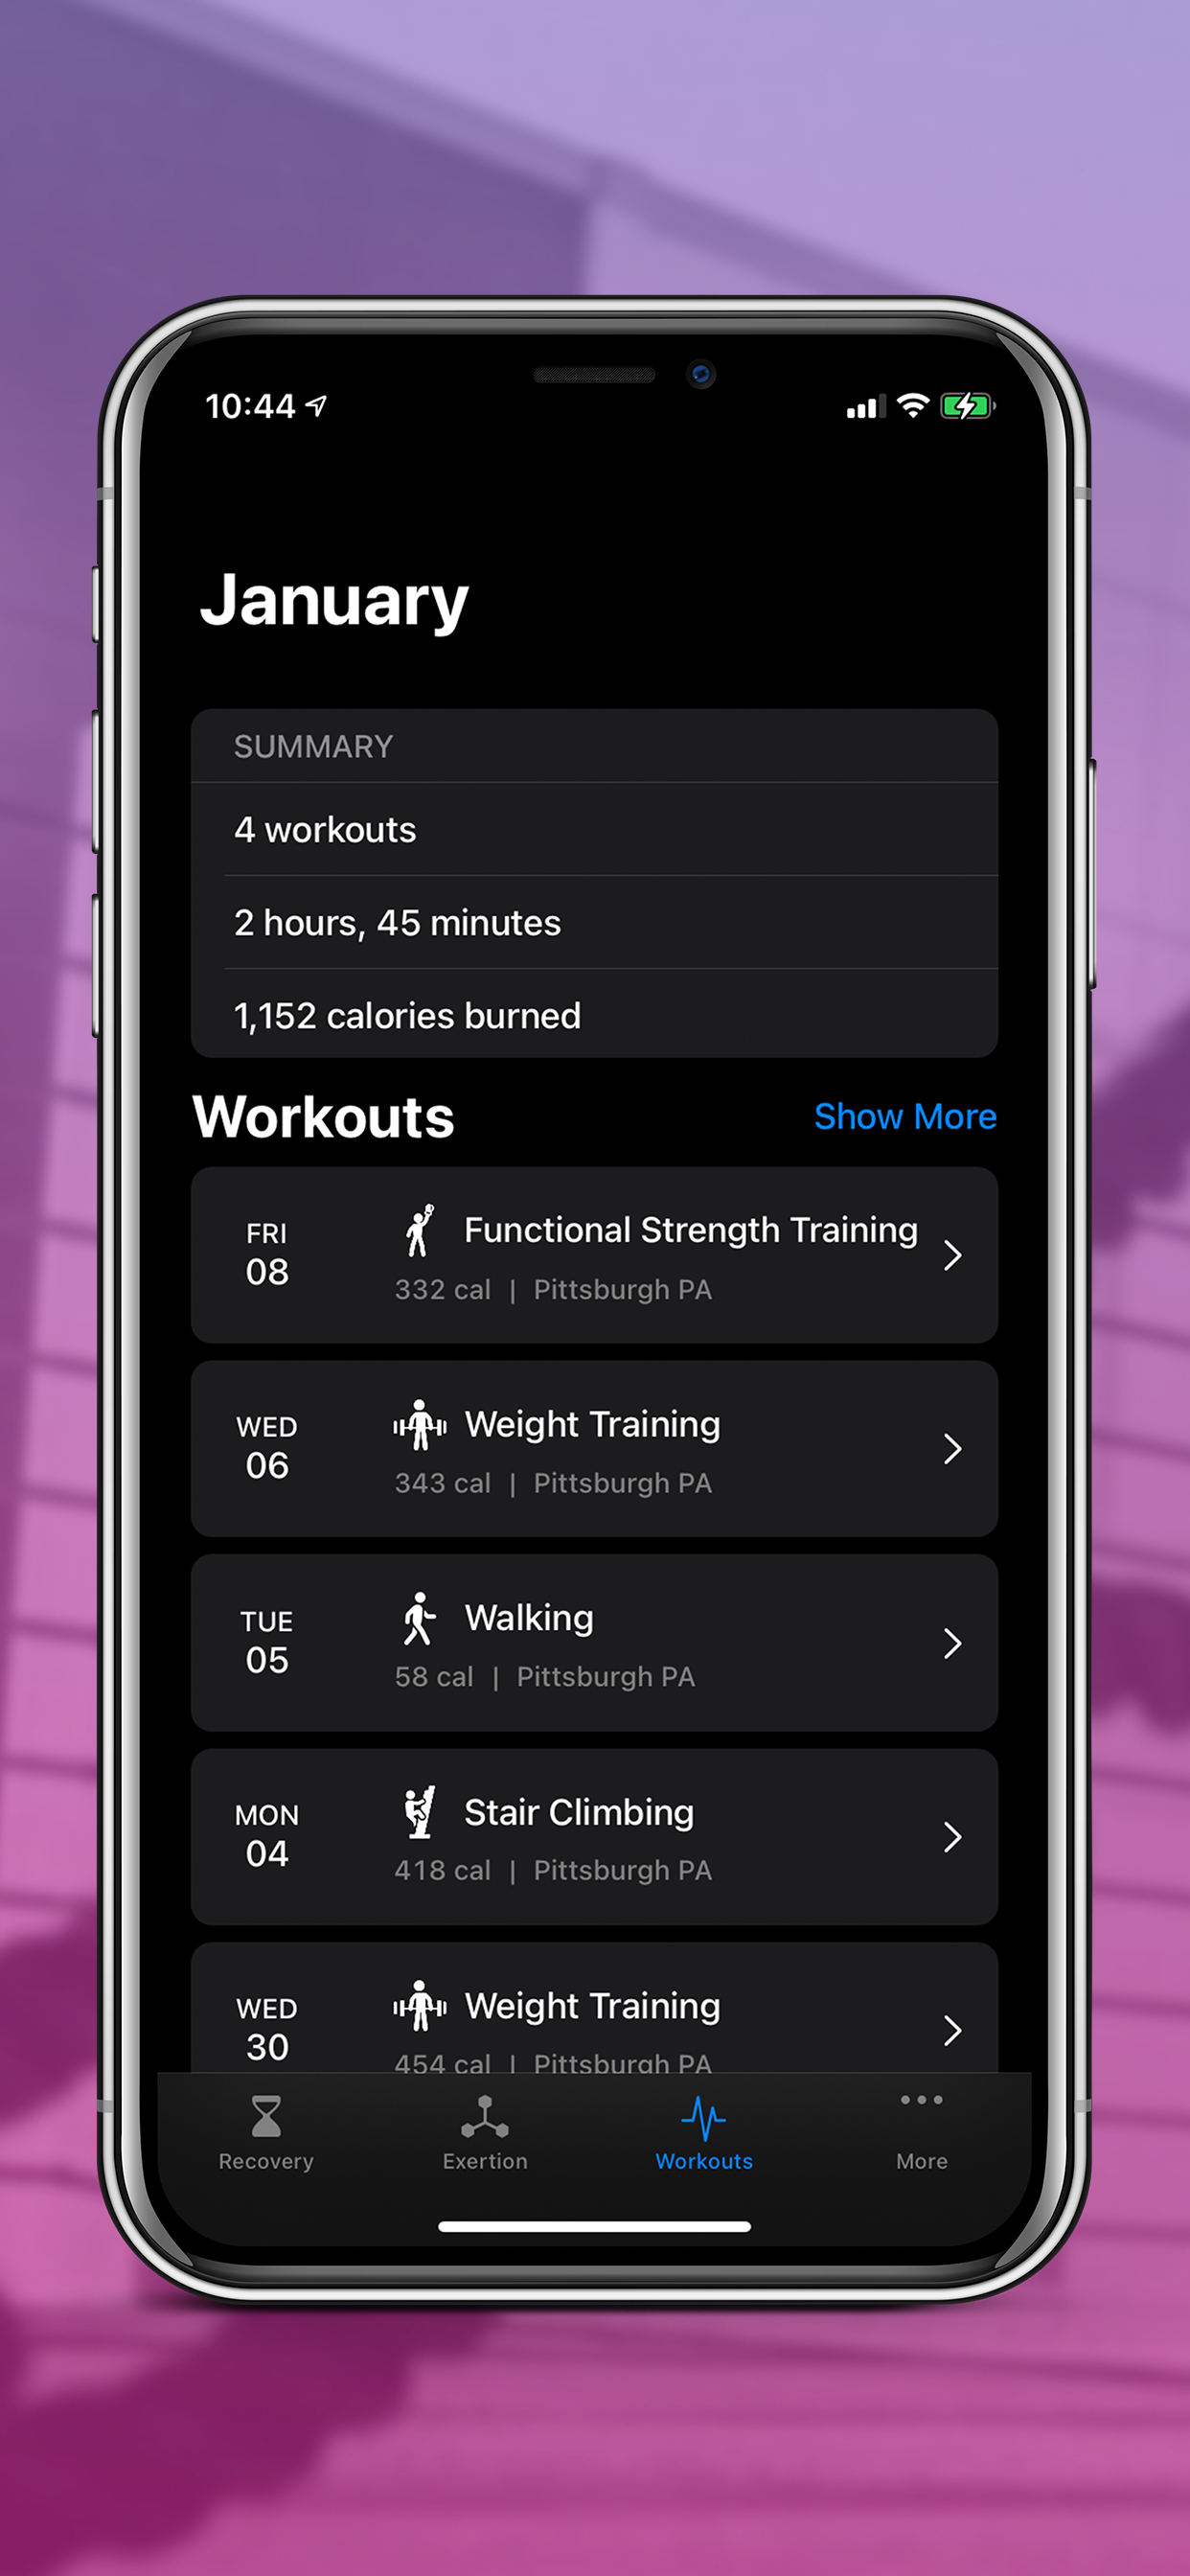 10:44
January
SUMMARY
4 workouts
2 hours, 45 minutes
1,152 calories burned
Workouts
Show More
FRI
08
Functional Strength Training
332 cal | Pittsburgh PA
WED
06
Weight Training
343 cal | Pittsburgh PA
TUE
05
Walking
58 cal | Pittsburgh PA
MON
04
Stair Climbing
418 cal | Pittsburgh PA
WED
30
Weight Training
454 cal | Pittsburgh PA
Recovery
Exertion
Workouts
More